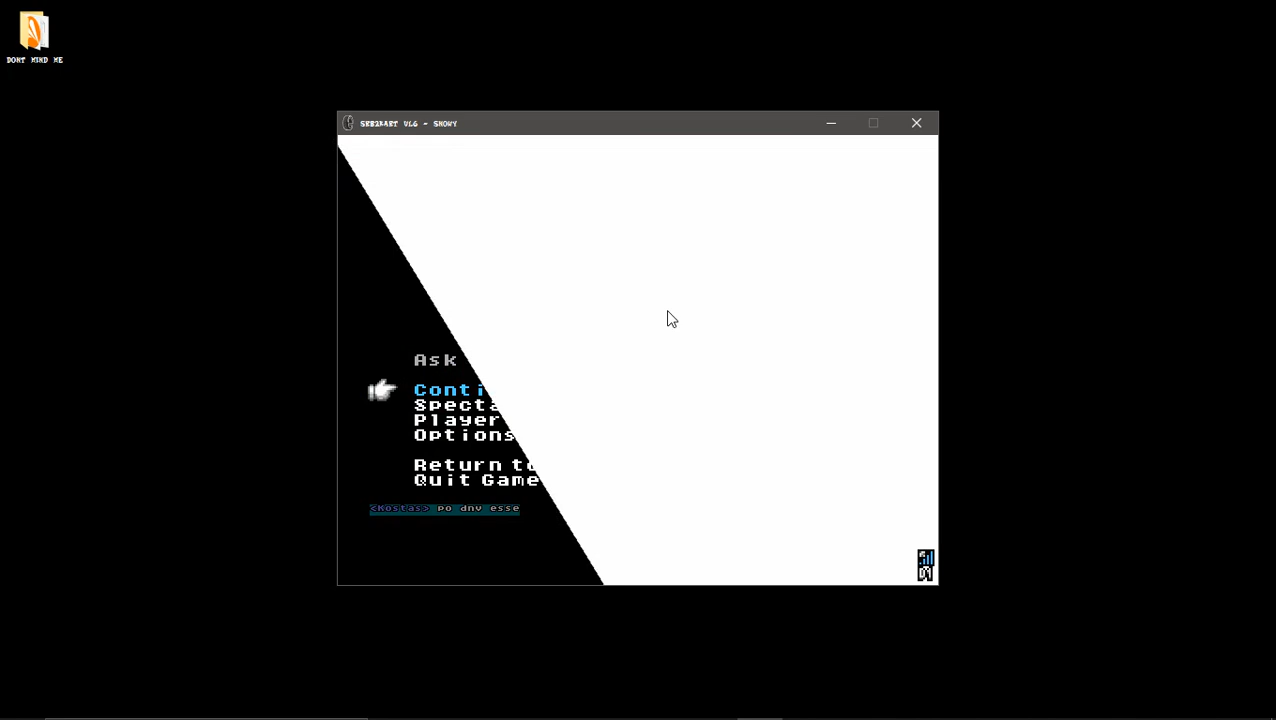 DONT MIND ME
SRB2KART V1.6 - SNOWY
Ask
Conti
Specta
Player
Options
Return to
Quit Game
<Kostas> po dnv esse